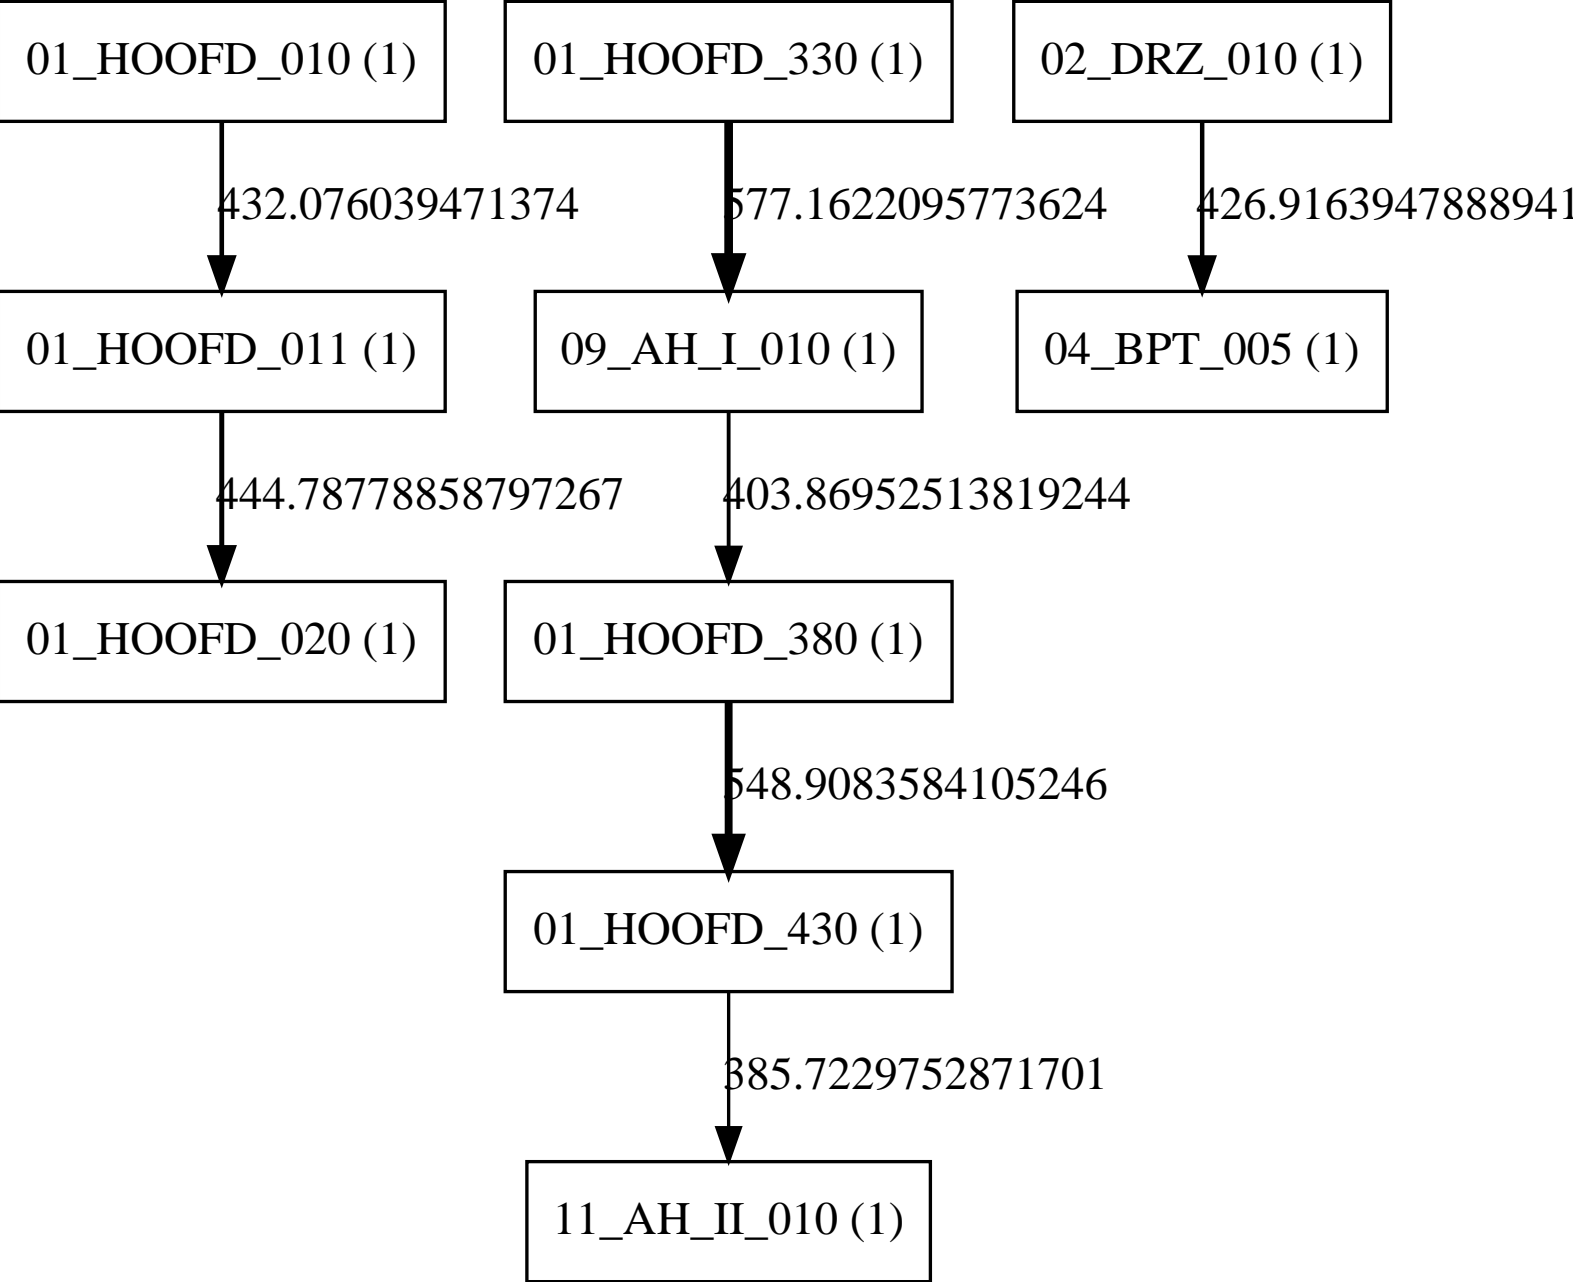 01_HOOFD_010 (1)
01_HOOFD_330 (1)
02_DRZ_010 (1)
432.076039471374
577.1622095773624
426.9163947888941
01_HOOFD_011 (1)
09_AH_I_010 (1)
04_BPT_005 (1)
444.78778858797267
403.86952513819244
01_HOOFD_020 (1)
01_HOOFD_380 (1)
548.9083584105246
01_HOOFD_430 (1)
385.7229752871701
11_AH_II_010 (1)